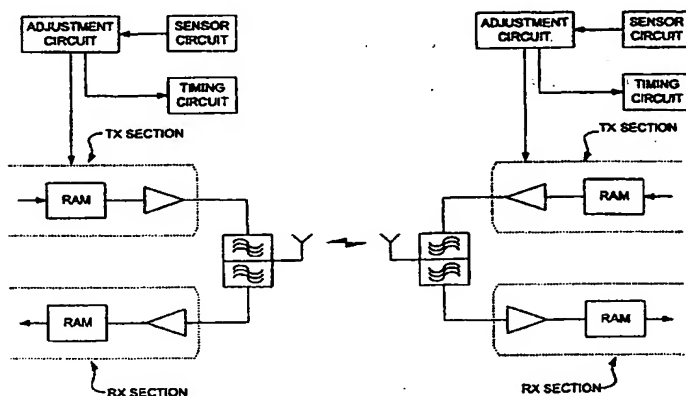 ADJUSTMENT
CIRCUIT
SENSOR
CIRCUIT
TIMING
CIRCUIT
TX SECTION
RAM
RAM
RX SECTION
ADJUSTMENT
CIRCUIT.
SENSOR
CIRCUIT
TIMING
CIRCUIT
TX SECTION
RAM
RAM
RX SECTION